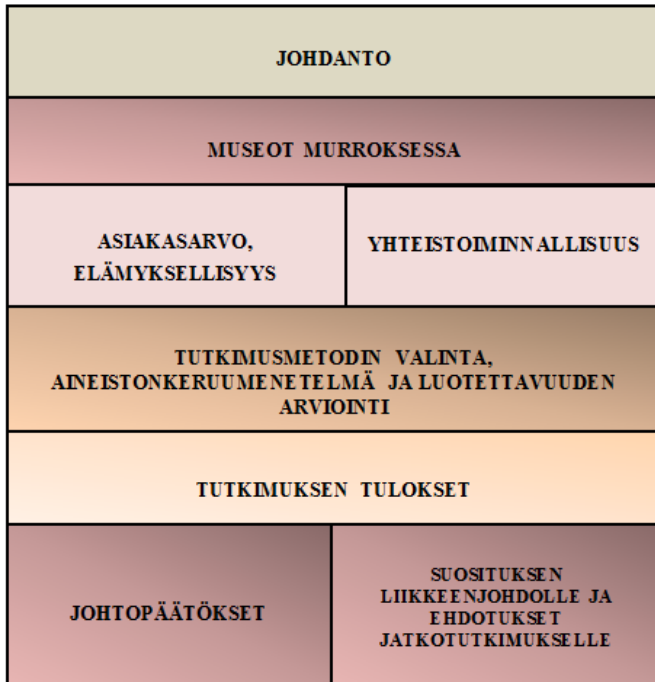 JOHDANTO
MUSEOT MURROKSESSA
ASIAKASARVO,
ELÄMYKSELLISYYS
YHTEISTOIMINNALLISUUS
TUTKIMUSMETODIN VALINTA,
AINEISTONKERUUMENETELMÄ JA LUOTETTAVUUDEN
ARVIOINTI
TUTKIMUKSEN TULOKSET
JOHTOPÄÄTÖKSET
SUOSITUKSEN
LIIKKEENJOHDOLLE JA
EHDOTUKSET
JATKOTUTKIMUKSELLE